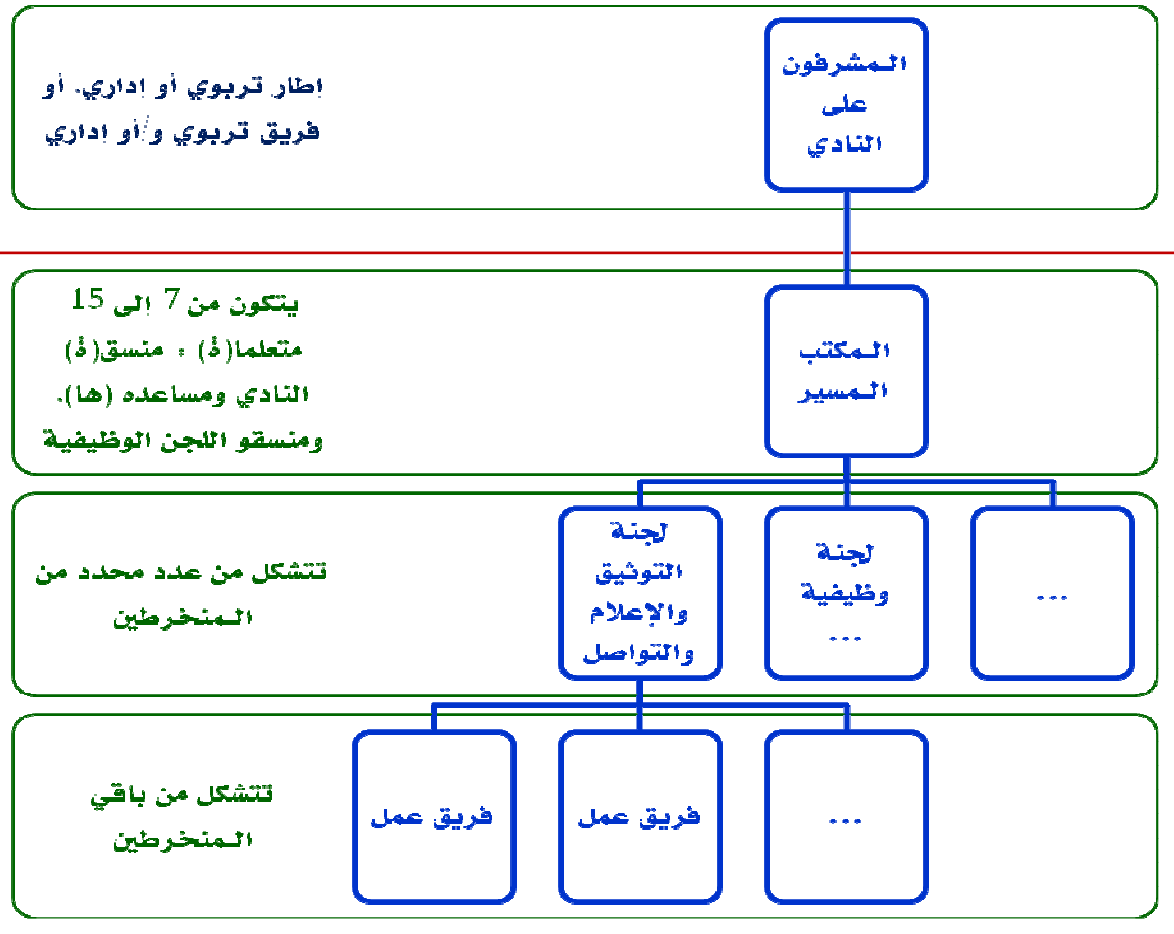 المشرفون
على
النادي
إطار تربوي أو إداري، أو
فريق تربوي و/أو إداري
المكتب
المسير
يتكون من 7 إلى 15
متعلما(ة) : منسق(ة)
النادي ومساعده (ها)،
ومنسقو اللجن الوظيفية
...
لجنة
وظيفية
...
لجنة
التوثيق
والإعلام
والتواصل
تتشكل من عدد محدد من
المنخرطين
...
فريق عمل
فريق عمل
تتشكل من باقي
المنخرطين